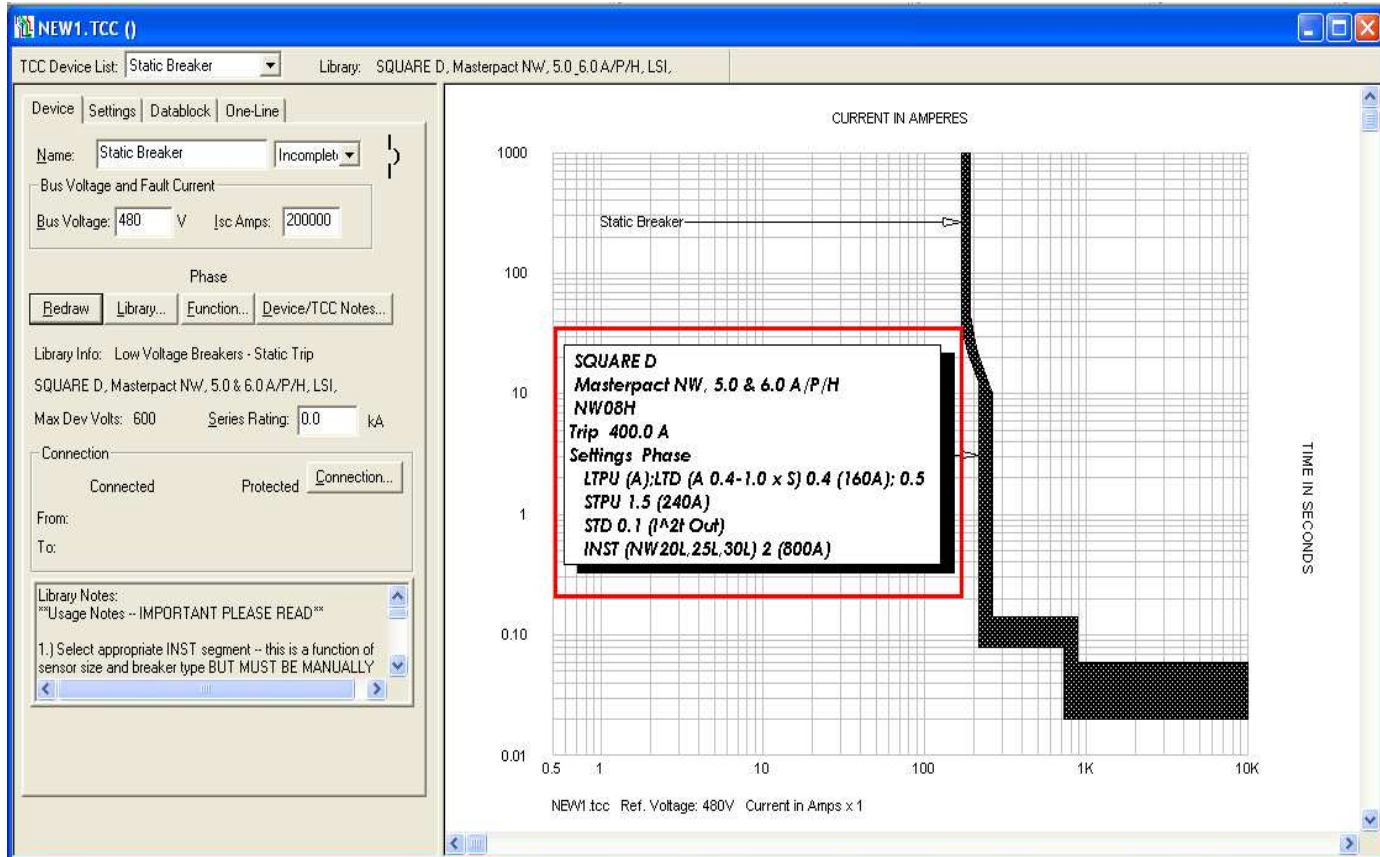 NEW1.TCC ()
TCC Device List: Static Breaker Library: SQUARE D, Masterpact NW, 5.0_6.0 A/P/H, LSI,
Device Settings Datablock One-Line
Name: Static Breaker Incomplet
Bus Voltage and Fault Current
Bus Voltage: 480 V Isc Amps: 200000
Phase
Redraw Library... Function... Device/TCC Notes...
Library Info: Low Voltage Breakers - Static Trip
SQUARE D, Masterpact NW, 5.0 & 6.0 A/P/H, LSI,
Max Dev Volts: 600 Series Rating: 0.0 kA
Connection
Connected Protected Connection...
From:
To:
Library Notes:
**Usage Notes -- IMPORTANT PLEASE READ**
1.) Select appropriate INST segment -- this is a function of
sensor size and breaker type BUT MUST BE MANUALLY
CURRENT IN AMPERES
1000
100
10
1
0.10
0.01
Static Breaker
SQUARE D
Masterpact NW, 5.0 & 6.0 A/P/H
NW08H
Trip 400.0 A
Settings Phase
LTPU (A);LTD (A 0.4-1.0 x S) 0.4 (160A); 0.5
STPU 1.5 (240A)
STD 0.1 (I^2t Out)
INST (NW20L,25L,30L) 2 (800A)
TIME IN SECONDS
0.5 1 10 100 1K 10K
NEW1.tcc Ref. Voltage: 480V Current in Amps x 1